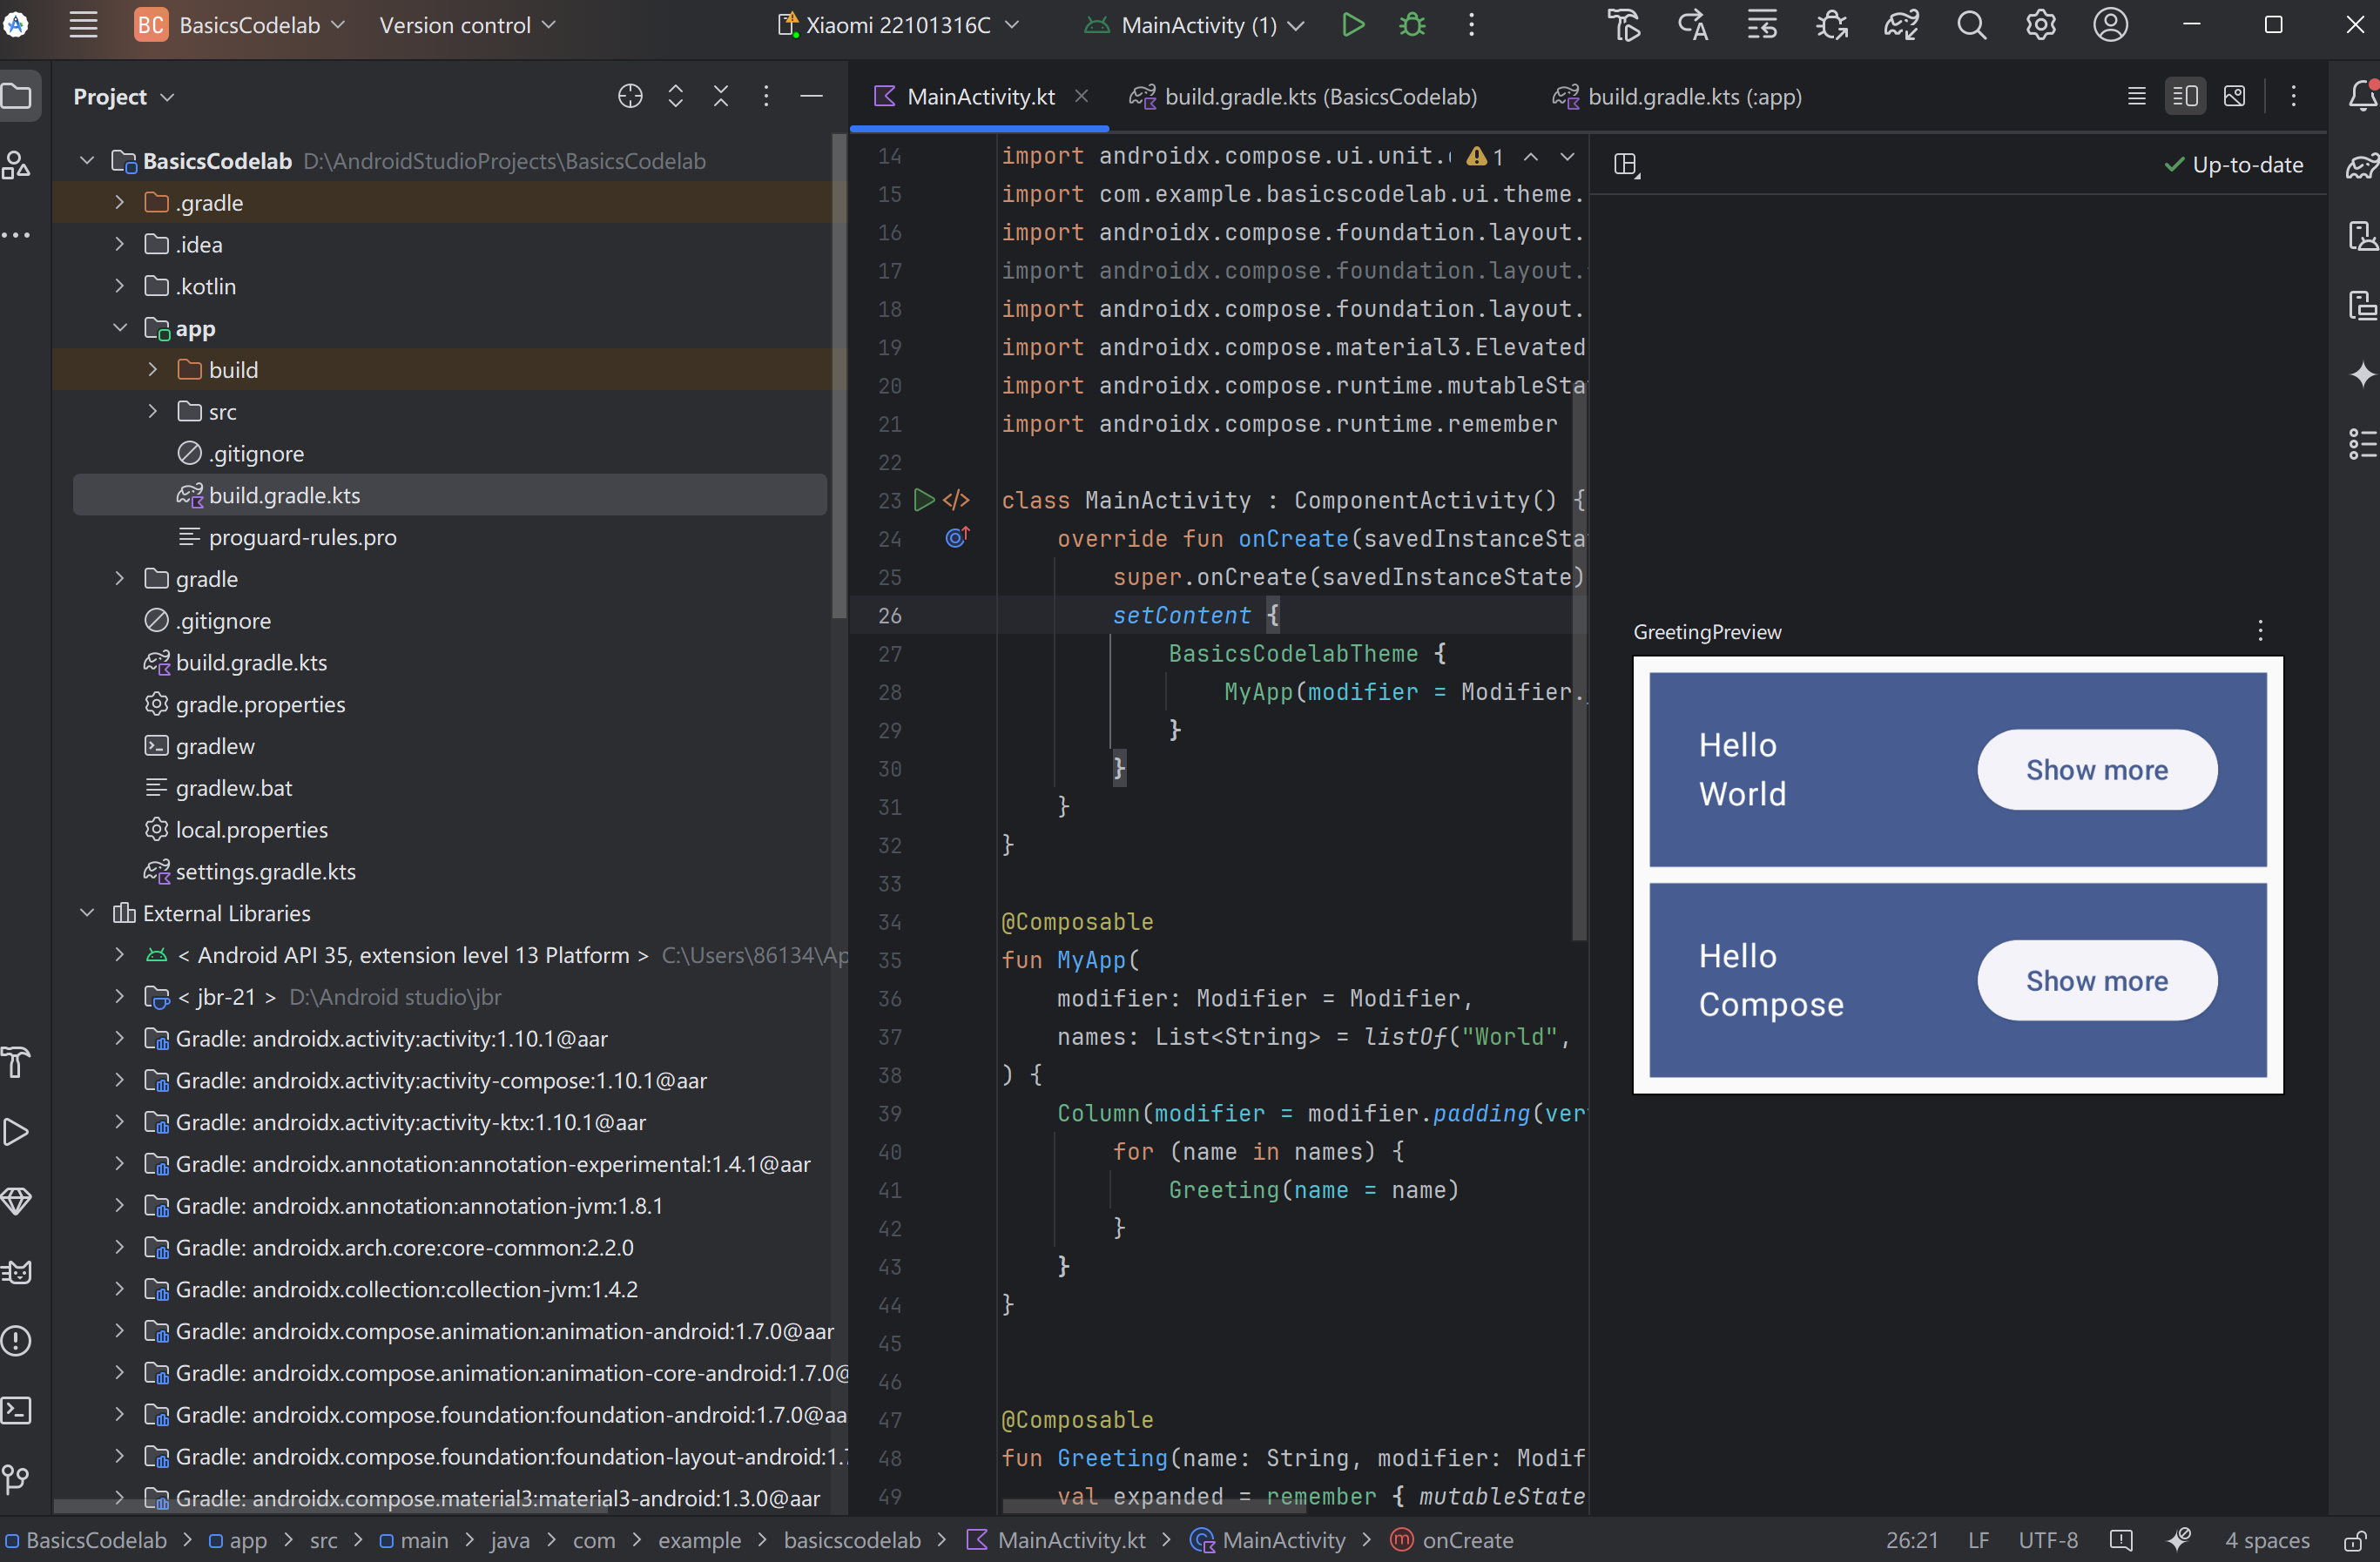 BC BasicsCodelab Version control Xiaomi 22101316C MainActivity (1)
Project
MainActivity.kt build.gradle.kts (BasicsCodelab) build.gradle.kts (:app)
BasicsCodelab D:\AndroidStudioProjects\BasicsCodelab
.gradle
.idea
.kotlin
app
build
src
.gitignore
build.gradle.kts
proguard-rules.pro
gradle
.gitignore
build.gradle.kts
gradle.properties
gradlew
gradlew.bat
local.properties
settings.gradle.kts
External Libraries
< Android API 35, extension level 13 Platform > C:\Users\86134\Ap
< jbr-21 > D:\Android studio\jbr
Gradle: androidx.activity:activity:1.10.1@aar
Gradle: androidx.activity:activity-compose:1.10.1@aar
Gradle: androidx.activity:activity-ktx:1.10.1@aar
Gradle: androidx.annotation:annotation-experimental:1.4.1@aar
Gradle: androidx.annotation:annotation-jvm:1.8.1
Gradle: androidx.arch.core:core-common:2.2.0
Gradle: androidx.collection:collection-jvm:1.4.2
Gradle: androidx.compose.animation:animation-android:1.7.0@aar
Gradle: androidx.compose.animation:animation-core-android:1.7.0@
Gradle: androidx.compose.foundation:foundation-android:1.7.0@aa
Gradle: androidx.compose.foundation:foundation-layout-android:1.7
Gradle: androidx.compose.material3:material3-android:1.3.0@aar
14 import androidx.compose.ui.unit. 1
15 import com.example.basicscodelab.ui.theme.
16 import androidx.compose.foundation.layout.
17 import androidx.compose.foundation.layout.
18 import androidx.compose.foundation.layout.
19 import androidx.compose.material3.Elevated
20 import androidx.compose.runtime.mutableSta
21 import androidx.compose.runtime.remember
22
23 class MainActivity : ComponentActivity() {
24 override fun onCreate(savedInstanceSta
25 super.onCreate(savedInstanceState)
26 setContent {
27 BasicsCodelabTheme {
28 MyApp(modifier = Modifier.
29 }
30 }
31 }
32 }
33
34 @Composable
35 fun MyApp(
36 modifier: Modifier = Modifier,
37 names: List<String> = listOf("World",
38 ) {
39 Column(modifier = modifier.padding(ver
40 for (name in names) {
41 Greeting(name = name)
42 }
43 }
44 }
45
46
47 @Composable
48 fun Greeting(name: String, modifier: Modif
49 val expanded = remember { mutableState
Up-to-date
GreetingPreview
Hello
World
Show more
Hello
Compose
Show more
BasicsCodelab > app > src > main > java > com > example > basicscodelab > MainActivity.kt > MainActivity > onCreate 26:21 LF UTF-8 4 spaces